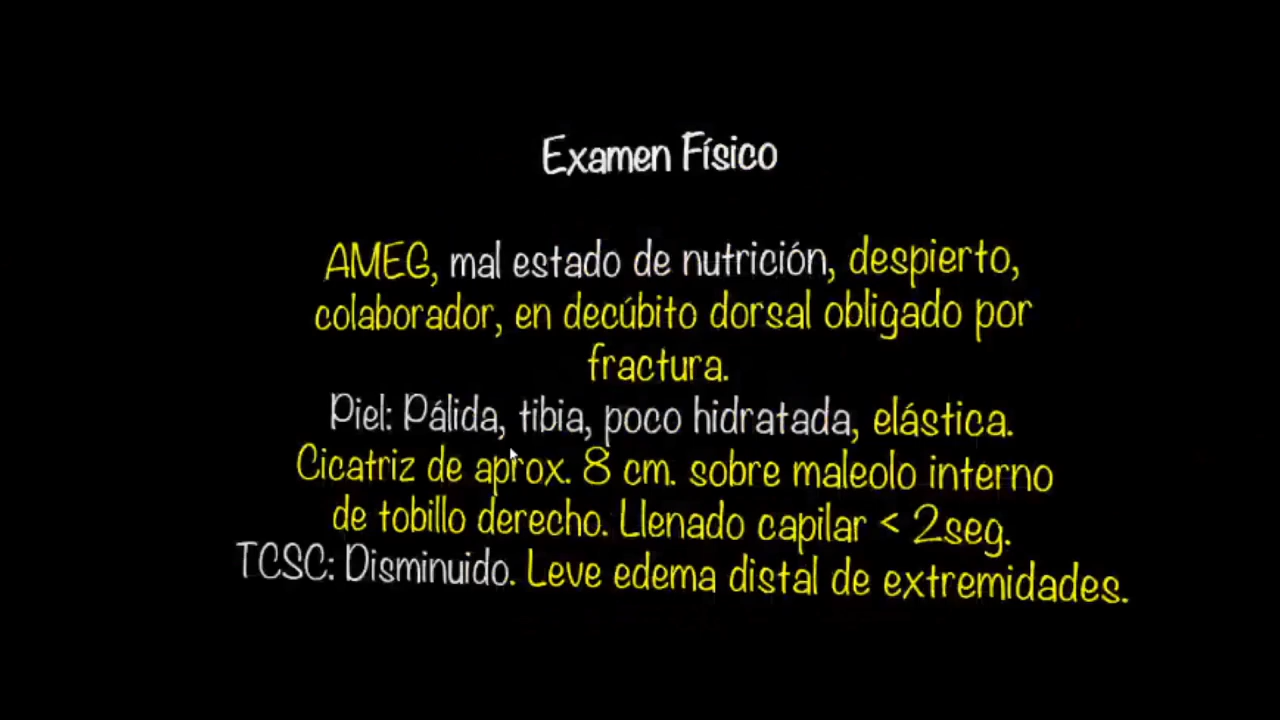 Examen Físico
AMEG, mal estado de nutrición, despierto,
colaborador, en decúbito dorsal obligado por
fractura.
Piel: Pálida, tibia, poco hidratada, elástica.
Cicatriz de aprox. 8 cm. sobre maleolo interno
de tobillo derecho. Llenado capilar < 2seg.
TCSC: Disminuido. Leve edema distal de extremidades.